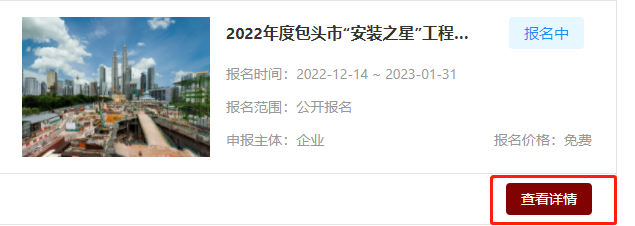 2022年度包头市“安装之星”工程...
报名中
报名时间：2022-12-14 ~ 2023-01-31
报名范围：公开报名
申报主体：企业
报名价格：免费
查看详情